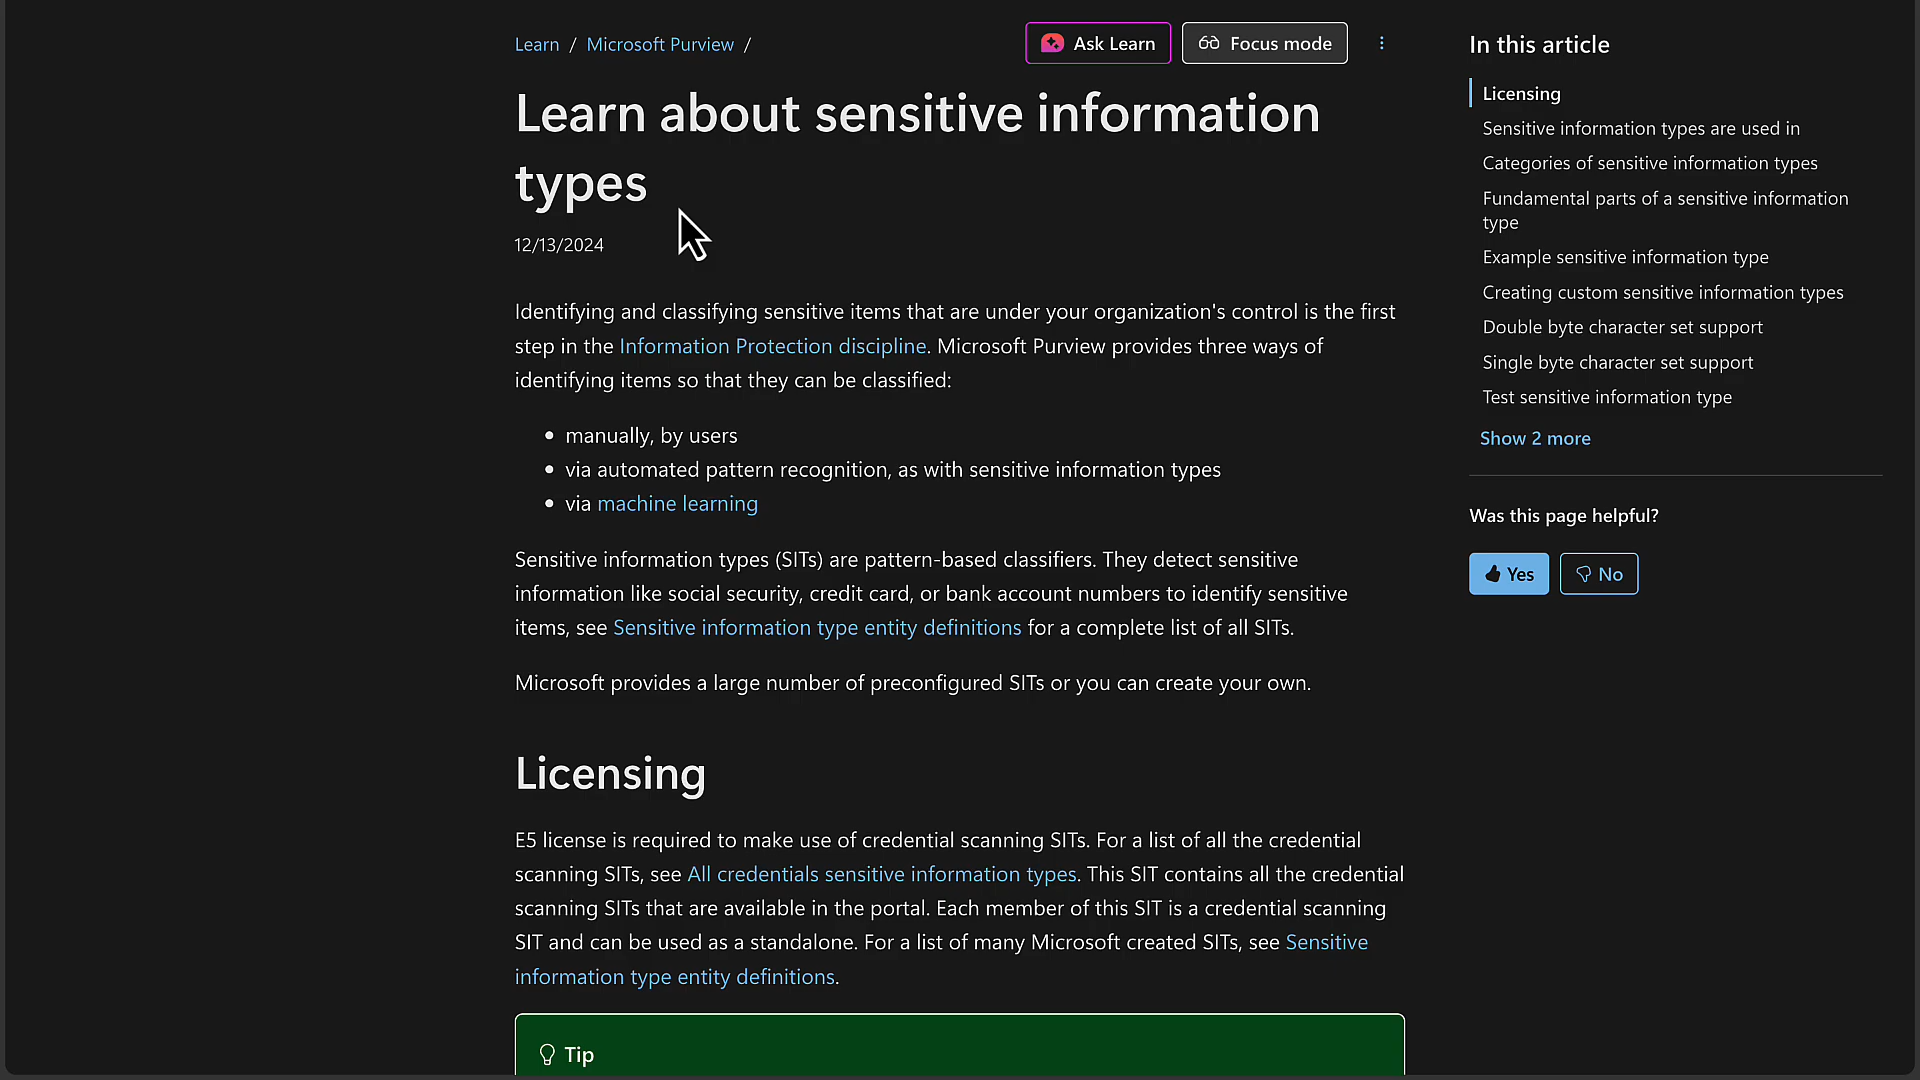 Learn / Microsoft Purview /
Ask Learn
Focus mode
Learn about sensitive information
types
12/13/2024
Identifying and classifying sensitive items that are under your organization's control is the first
step in the Information Protection discipline. Microsoft Purview provides three ways of
identifying items so that they can be classified:
• manually, by users
• via automated pattern recognition, as with sensitive information types
• via machine learning
Sensitive information types (SITs) are pattern-based classifiers. They detect sensitive
information like social security, credit card, or bank account numbers to identify sensitive
items, see Sensitive information type entity definitions for a complete list of all SITs.
Microsoft provides a large number of preconfigured SITs or you can create your own.
Licensing
E5 license is required to make use of credential scanning SITs. For a list of all the credential
scanning SITs, see All credentials sensitive information types. This SIT contains all the credential
scanning SITs that are available in the portal. Each member of this SIT is a credential scanning
SIT and can be used as a standalone. For a list of many Microsoft created SITs, see Sensitive
information type entity definitions.
Tip
In this article
Licensing
Sensitive information types are used in
Categories of sensitive information types
Fundamental parts of a sensitive information
type
Example sensitive information type
Creating custom sensitive information types
Double byte character set support
Single byte character set support
Test sensitive information type
Show 2 more
Was this page helpful?
Yes
No